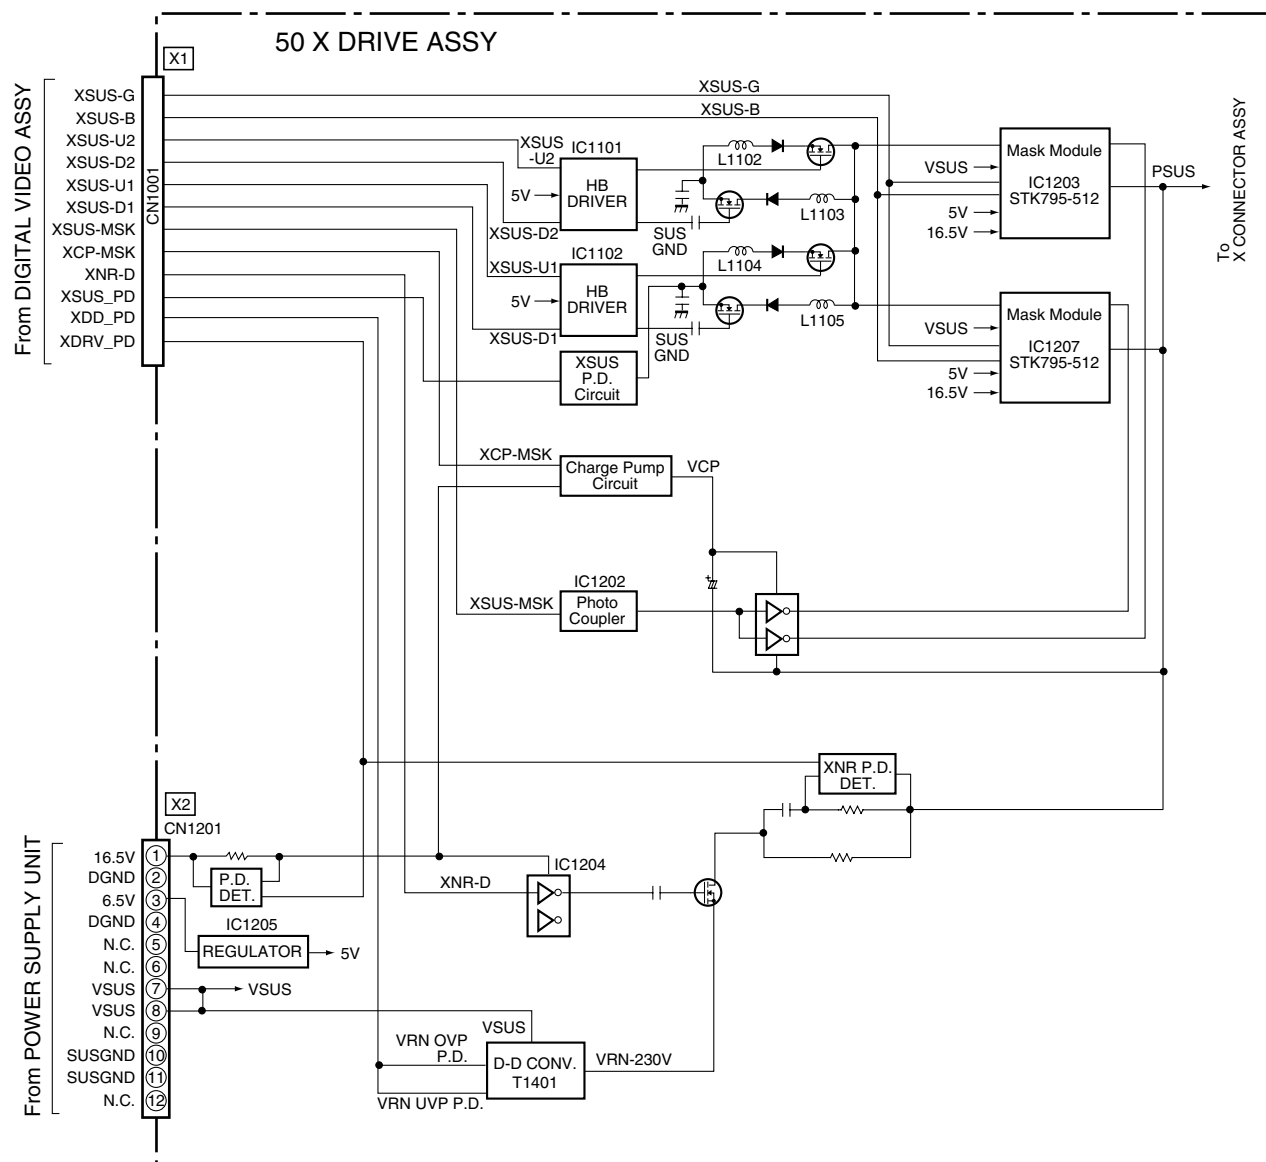 50 X DRIVE ASSY
X1
From DIGITAL VIDEO ASSY
CN1001
XSUS-G
XSUS-B
XSUS-U2
XSUS-D2
XSUS-U1
XSUS-D1
XSUS-MSK
XCP-MSK
XNR-D
XSUS_PD
XDD_PD
XDRV_PD
XSUS-G
XSUS-B
XSUS
-U2
5V
XSUS-D2
IC1101
HB
DRIVER
L1102
L1103
SUS
GND
XSUS-U1
5V
XSUS-D1
IC1102
HB
DRIVER
L1104
L1105
SUS
GND
XSUS
P.D.
Circuit
Mask Module
IC1203
STK795-512
VSUS
5V
16.5V
PSUS
To
X CONNECTOR ASSY
Mask Module
IC1207
STK795-512
VSUS
5V
16.5V
XCP-MSK
Charge Pump
Circuit
VCP
+
XSUS-MSK
IC1202
Photo
Coupler
XNR P.D.
DET.
X2
CN1201
From POWER SUPPLY UNIT
16.5V 1
DGND 2
6.5V 3
DGND 4
N.C. 5
N.C. 6
VSUS 7
VSUS 8
N.C. 9
SUSGND 10
SUSGND 11
N.C. 12
P.D.
DET.
IC1205
REGULATOR
5V
VSUS
XNR-D
IC1204
VSUS
VRN OVP
P.D.
VRN UVP P.D.
D-D CONV.
T1401
VRN-230V